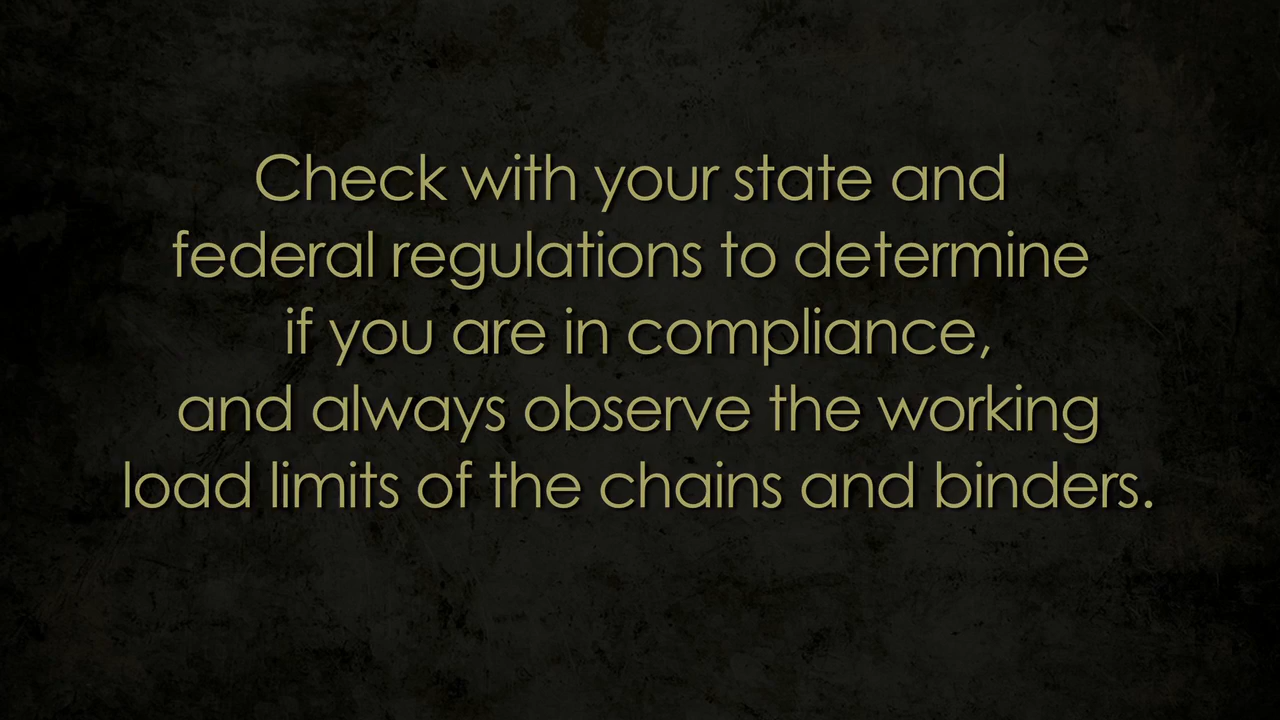 Check with your state and
federal regulations to determine
if you are in compliance,
and always observe the working
load limits of the chains and binders.